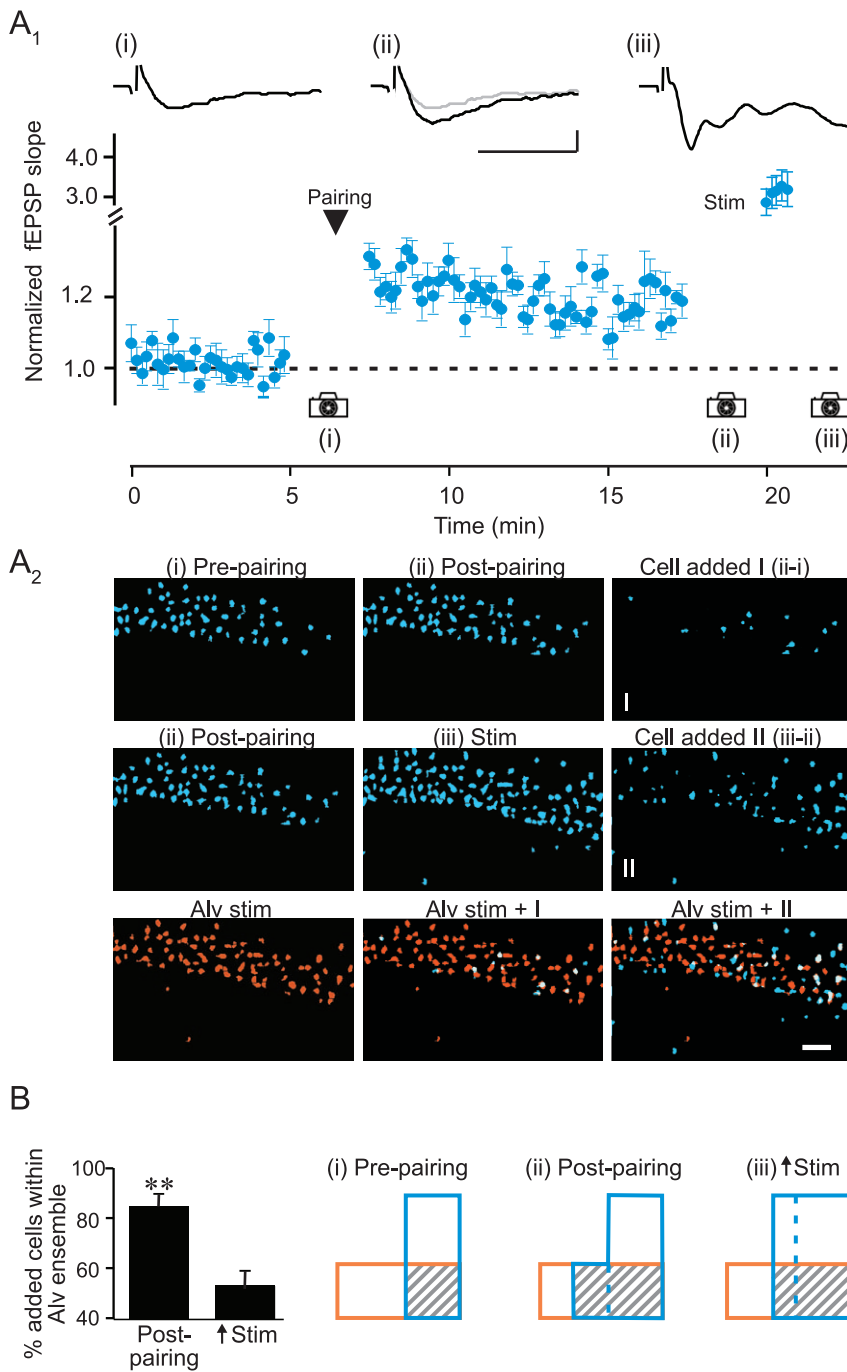 A1
(i) (ii) (iii)
Normalized fEPSP slope
4.0
3.0
1.2
1.0
Pairing
Stim
(i) (ii) (iii)
0 5 10 15 20
Time (min)
A2
(i) Pre-pairing (ii) Post-pairing Cell added I (ii-i)
I
(ii) Post-pairing (iii) Stim Cell added II (iii-ii)
II
Alv stim Alv stim + I Alv stim + II
B
% added cells within
Alv ensemble
100
80
60
40
**
Post-
pairing
↑Stim
(i) Pre-pairing (ii) Post-pairing (iii) ↑Stim